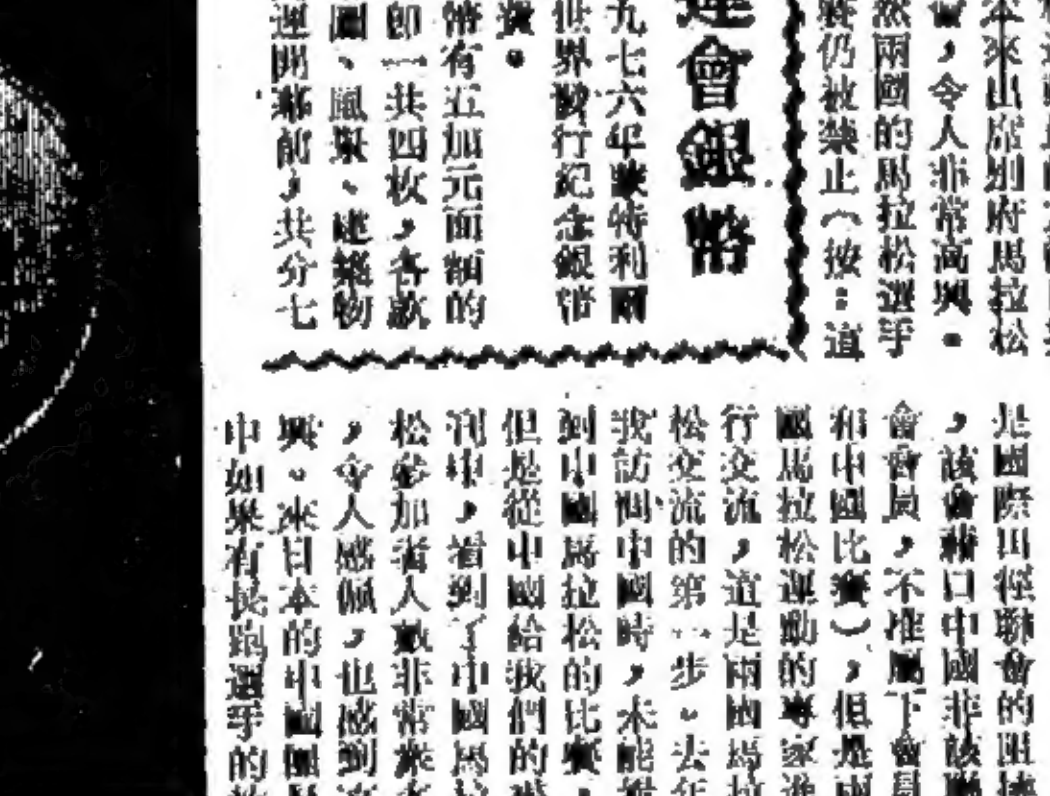 本來出席別府馬拉松
，令人非常高興。
然兩國的馬拉松選手
賽仍被禁止（按：這
運會銀幣
九七六年蒙特利爾
世界發行紀念銀幣
幣有五加元面額的
即一共四枚，各款
圖、風景、建築物
運開幕前，共分七
是國際田徑聯會的阻
，該會藉口中國非該聯
會會員，不准屬下會員
和中國比賽），但是兩
國馬拉松運動的專家進
行交流，這是兩國馬拉
松交流的第一步。去年
我訪問中國時，未能
到中國馬拉松的比賽，
但是從中國給我們的
刊中，看到了中國馬拉
松參加者人數非常衆
，令人感佩，也感到
興。來日本的中國團
中如果有長跑選手的